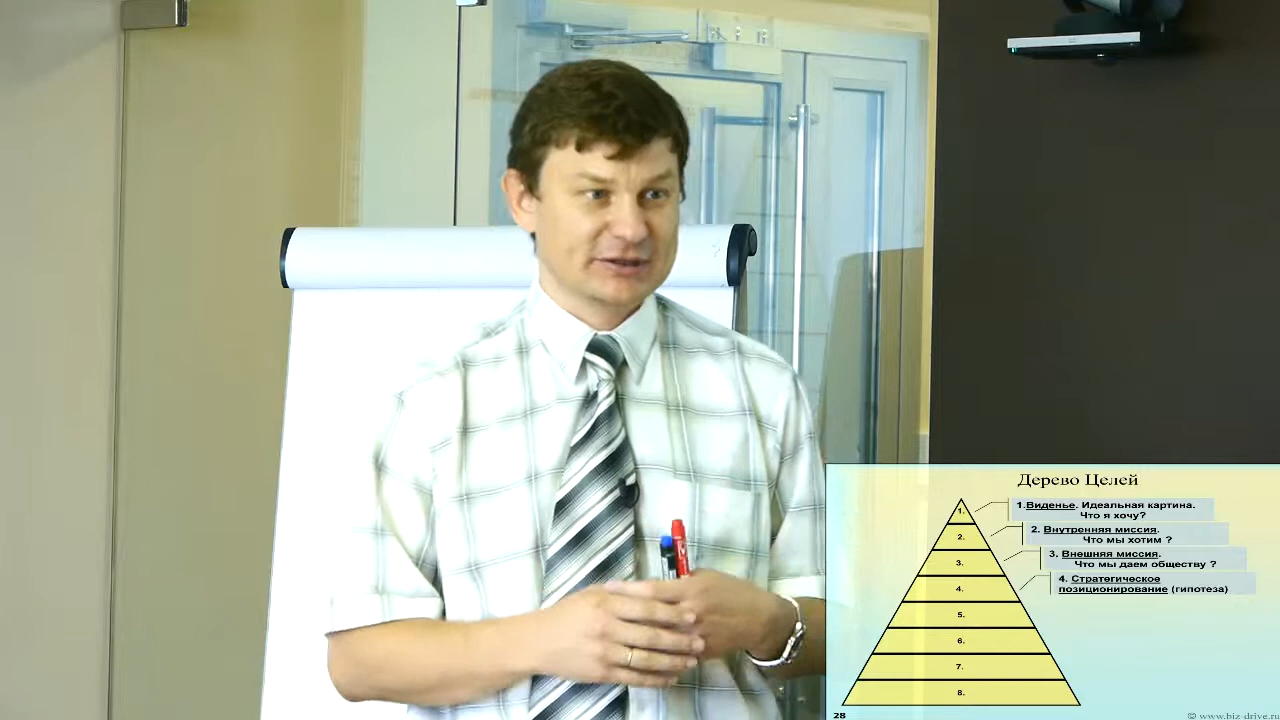 Дерево Целей
1.Виденье. Идеальная картина.
Что я хочу?
2. Внутренняя миссия.
Что мы хотим ?
3. Внешняя миссия.
Что мы даем обществу ?
4. Стратегическое
позиционирование (гипотеза)
1.
2.
3.
4.
5.
6.
7.
8.
28
© www.biz-drive.ru